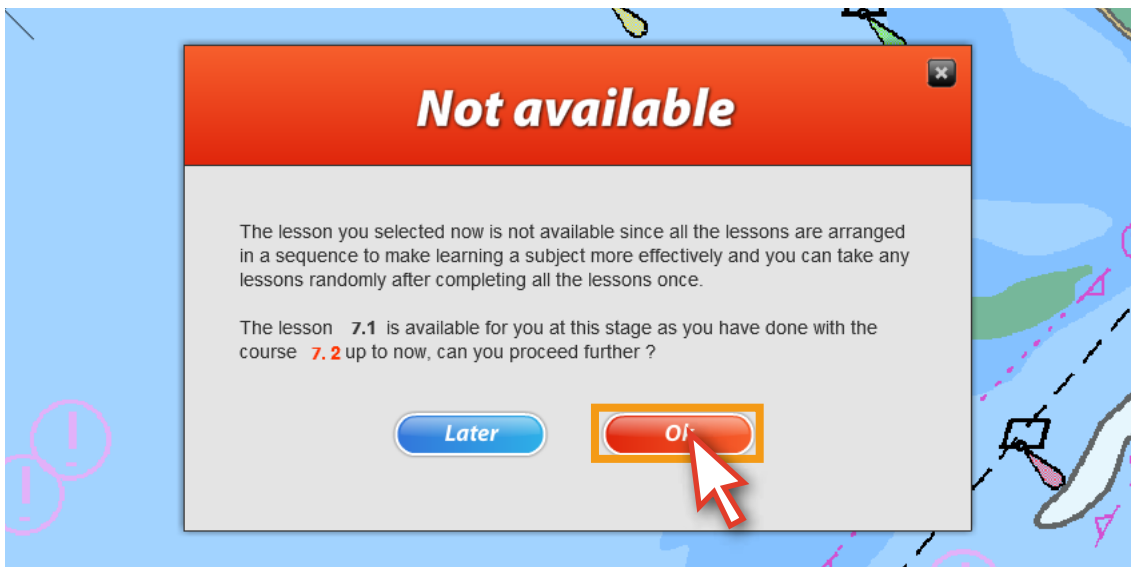 Not available
The lesson you selected now is not available since all the lessons are arranged
in a sequence to make learning a subject more effectively and you can take any
lessons randomly after completing all the lessons once.
The lesson 7.1 is available for you at this stage as you have done with the
course 7.2 up to now, can you proceed further ?
Later
Ok